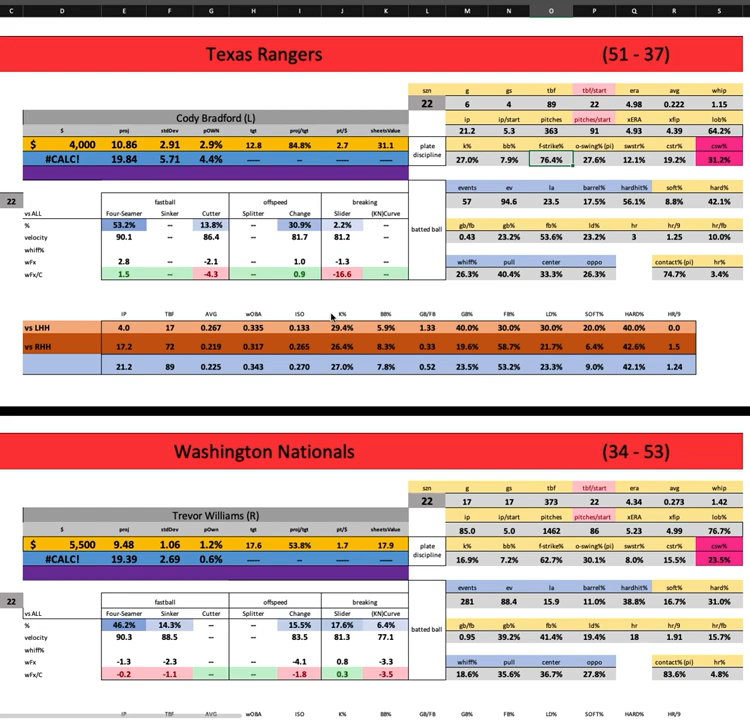 C D E F G H I J K L M N O P Q R S
Texas Rangers (51 - 37)
szn g gs tbf tbf/start era avg whip
22 6 4 89 22 4.98 0.222 1.15
Cody Bradford (L) ip ip/start pitches pitches/start xERA xfip lob%
$ proj stdDev pOWN tgt proj/tgt pt/$ sheetsValue 21.2 5.3 363 91 4.93 4.39 64.2%
$ 4,000 10.86 2.91 2.9% 12.8 84.8% 2.7 31.1 plate discipline k% bb% f-strike% o-swing% (pi) swstr% cstr% csw%
#CALC! 19.84 5.71 4.4% ---- -- ---- ---- 27.0% 7.9% 76.4% 27.6% 12.1% 19.2% 31.2%
22 fastball offspeed breaking events ev la barrel% hardhit% soft% hard%
vs ALL Four-Seamer Sinker Cutter Splitter Change Slider (KN)Curve 57 94.6 23.5 17.5% 56.1% 8.8% 42.1%
% 53.2% -- 13.8% -- 30.9% 2.2% -- batted ball gb/fb gb% fb% ld% hr hr/9 hr/fb
velocity 90.1 86.4 81.7 81.2 0.43 23.2% 53.6% 23.2% 3 1.25 10.0%
whiff%
wFx 2.8 -2.1 1.0 -1.3 whiff% pull center oppo contact% (pi) hr%
wFx/C 1.5 -- -4.3 -- 0.9 -16.6 -- 26.3% 40.4% 33.3% 26.3% 74.7% 3.4%
IP TBF AVG wOBA ISO K% BB% GB/FB GB% FB% LD% SOFT% HARD% HR/9
vs LHH 4.0 17 0.267 0.335 0.133 29.4% 5.9% 1.33 40.0% 30.0% 30.0% 20.0% 40.0% 0.0
vs RHH 17.2 72 0.219 0.317 0.265 26.4% 8.3% 0.33 19.6% 58.7% 21.7% 6.4% 42.6% 1.5
21.2 89 0.225 0.343 0.270 27.0% 7.8% 0.52 23.5% 53.2% 23.3% 9.0% 42.1% 1.24
Washington Nationals (34 - 53)
szn g gs tbf tbf/start era avg whip
22 17 17 373 22 4.34 0.273 1.42
Trevor Williams (R) ip ip/start pitches pitches/start xERA xfip
$ proj stdDev pOwn tgt proj/tgt pt/$ sheetsValue 85.0 5.0 1462 86 5.23 4.99 76.7%
$ 5,500 9.48 1.06 1.2% 17.6 53.8% 1.7 17.9 plate discipline k% bb% f-strike% o-swing% (pi) swstr% cstr% csw%
#CALC! 19.39 2.69 0.6% ---- -- ---- ---- 16.9% 7.2% 62.7% 30.1% 8.0% 15.5% 23.5%
22 fastball offspeed breaking events ev la barrel% hardhit% soft% hard%
vs ALL Four-Seamer Sinker Cutter Splitter Change Slider (KN)Curve 281 88.4 15.9 11.0% 38.8% 16.7% 31.0%
% 46.2% 14.3% -- -- 15.5% 17.6% 6.4% batted ball gb/fb gb% fb% ld% hr hr/9 hr/fb
velocity 90.3 88.5 -- -- 83.5 81.3 77.1 0.95 39.2% 41.4% 19.4% 18 1.91 15.7%
whiff%
wFx -1.3 -2.3 -4.1 0.8 -3.3 whiff% pull center oppo contact% (pi) hr%
wFx/C -0.2 -1.1 -- -- -1.8 0.3 -3.5 18.6% 35.6% 36.7% 27.8% 83.6% 4.8%
IP TBF AVG wOBA ISO K% BB% GB/FB GB% FB% LD% SOFT% HARD% HR/9